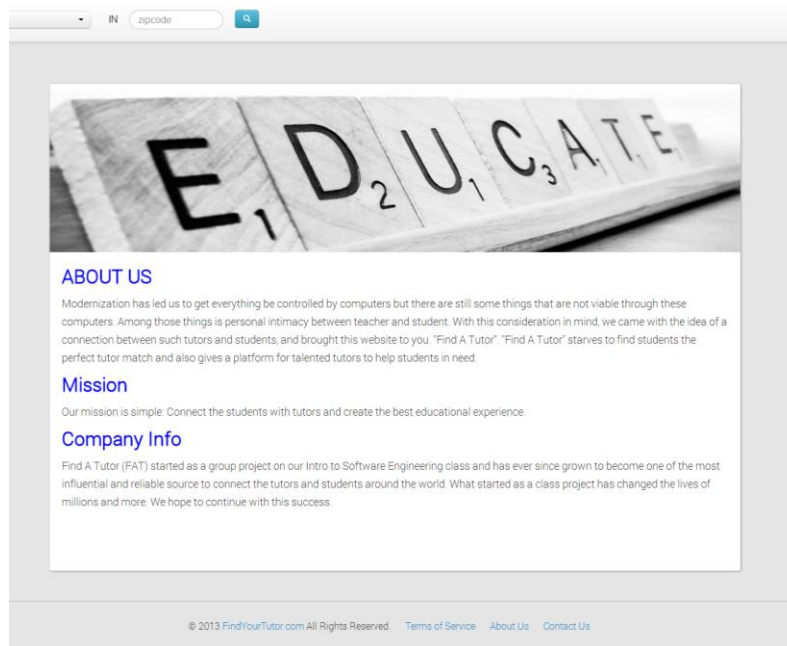 IN zipcode
EDUCATE
1 2 1 3 1 1 1
ABOUT US
Modernization has led us to get everything be controlled by computers but there are still some things that are not viable through these
computers. Among those things is personal intimacy between teacher and student. With this consideration in mind, we came with the idea of a
connection between such tutors and students, and brought this website to you. "Find A Tutor". "Find A Tutor" starves to find students the
perfect tutor match and also gives a platform for talented tutors to help students in need.
Mission
Our mission is simple: Connect the students with tutors and create the best educational experience.
Company Info
Find A Tutor (FAT) started as a group project on our Intro to Software Engineering class and has ever since grown to become one of the most
influential and reliable source to connect the tutors and students around the world. What started as a class project has changed the lives of
millions and more. We hope to continue with this success.
© 2013 FindYourTutor.com All Rights Reserved. Terms of Service About Us Contact Us